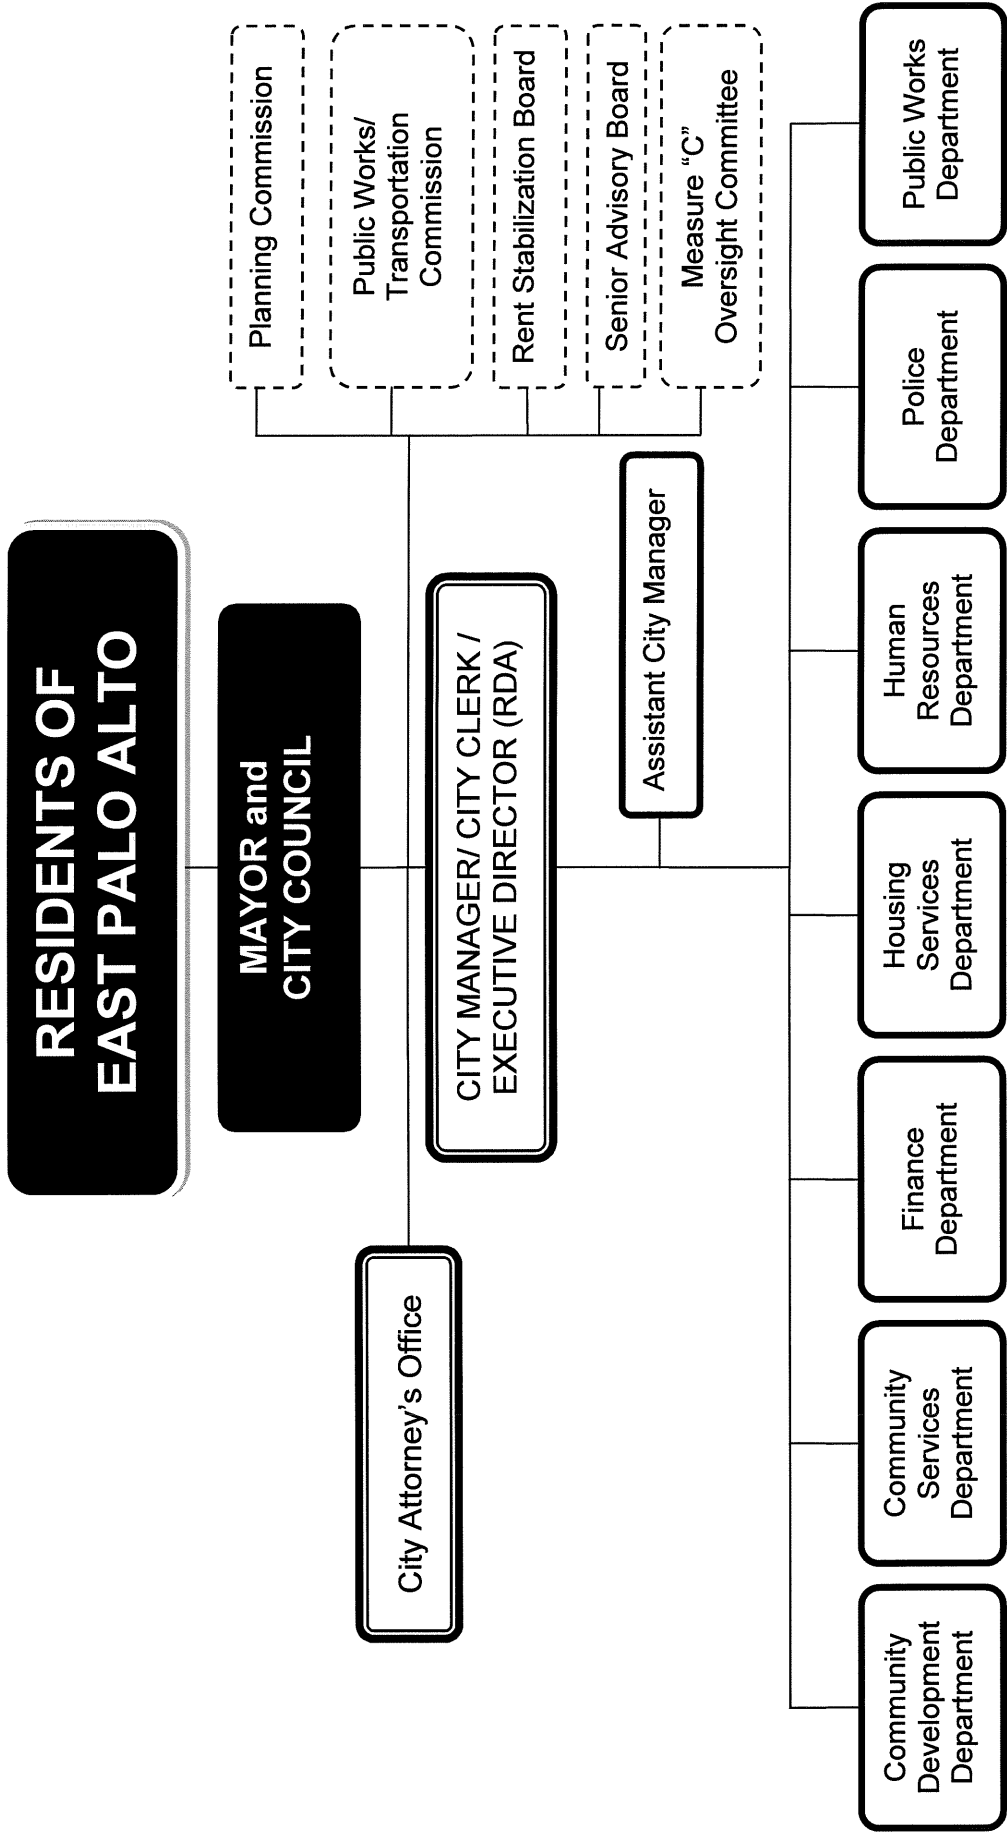 RESIDENTS OF
EAST PALO ALTO
MAYOR and
CITY COUNCIL
Planning Commission
Public Works/
Transportation
Commission
Rent Stabilization Board
Senior Advisory Board
Measure “C”
Oversight Committee
City Attorney’s Office
CITY MANAGER/ CITY CLERK /
EXECUTIVE DIRECTOR (RDA)
Assistant City Manager
Community
Development
Department
Community
Services
Department
Finance
Department
Housing
Services
Department
Human
Resources
Department
Police
Department
Public Works
Department